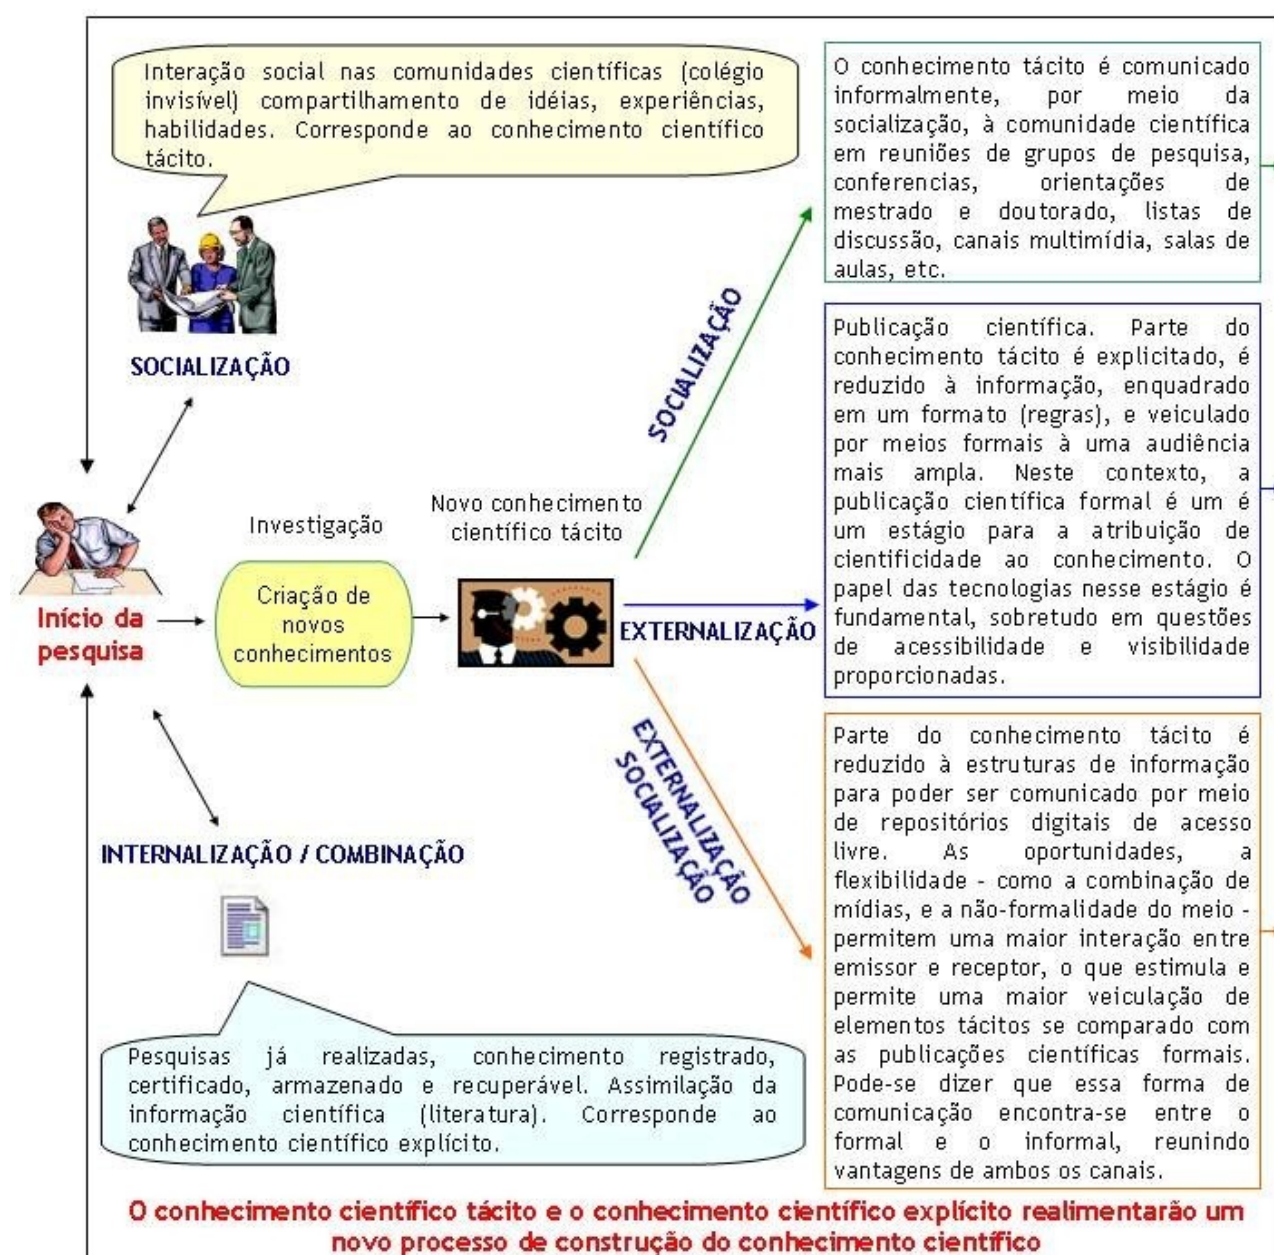 Interação social nas comunidades científicas (colégio
invisível) compartilhamento de idéias, experiências,
habilidades. Corresponde ao conhecimento científico
tácito.
SOCIALIZAÇÃO
Início da
pesquisa
Investigação
Criação de
novos
conhecimentos
Novo conhecimento
científico tácito
INTERNALIZAÇÃO / COMBINAÇÃO
Pesquisas já realizadas, conhecimento registrado,
certificado, armazenado e recuperável. Assimilação da
informação científica (literatura). Corresponde ao
conhecimento científico explícito.
SOCIALIZAÇÃO
O conhecimento tácito é comunicado
informalmente, por meio da
socialização, à comunidade científica
em reuniões de grupos de pesquisa,
conferencias, orientações de
mestrado e doutorado, listas de
discussão, canais multimídia, salas de
aulas, etc.
EXTERNALIZAÇÃO
Publicação científica. Parte do
conhecimento tácito é explicitado, é
reduzido à informação, enquadrado
em um formato (regras), e veiculado
por meios formais à uma audiência
mais ampla. Neste contexto, a
publicação científica formal é um é
um estágio para a atribuição de
cientificidade ao conhecimento. O
papel das tecnologias nesse estágio é
fundamental, sobretudo em questões
de acessibilidade e visibilidade
proporcionadas.
EXTERNALIZAÇÃO
SOCIALIZAÇÃO
Parte do conhecimento tácito é
reduzido à estruturas de informação
para poder ser comunicado por meio
de repositórios digitais de acesso
livre. As oportunidades, a
flexibilidade - como a combinação de
mídias, e a não-formalidade do meio -
permitem uma maior interação entre
emissor e receptor, o que estimula e
permite uma maior veiculação de
elementos tácitos se comparado com
as publicações científicas formais.
Pode-se dizer que essa forma de
comunicação encontra-se entre o
formal e o informal, reunindo
vantagens de ambos os canais.
O conhecimento científico tácito e o conhecimento científico explícito realimentarão um
novo processo de construção do conhecimento científico